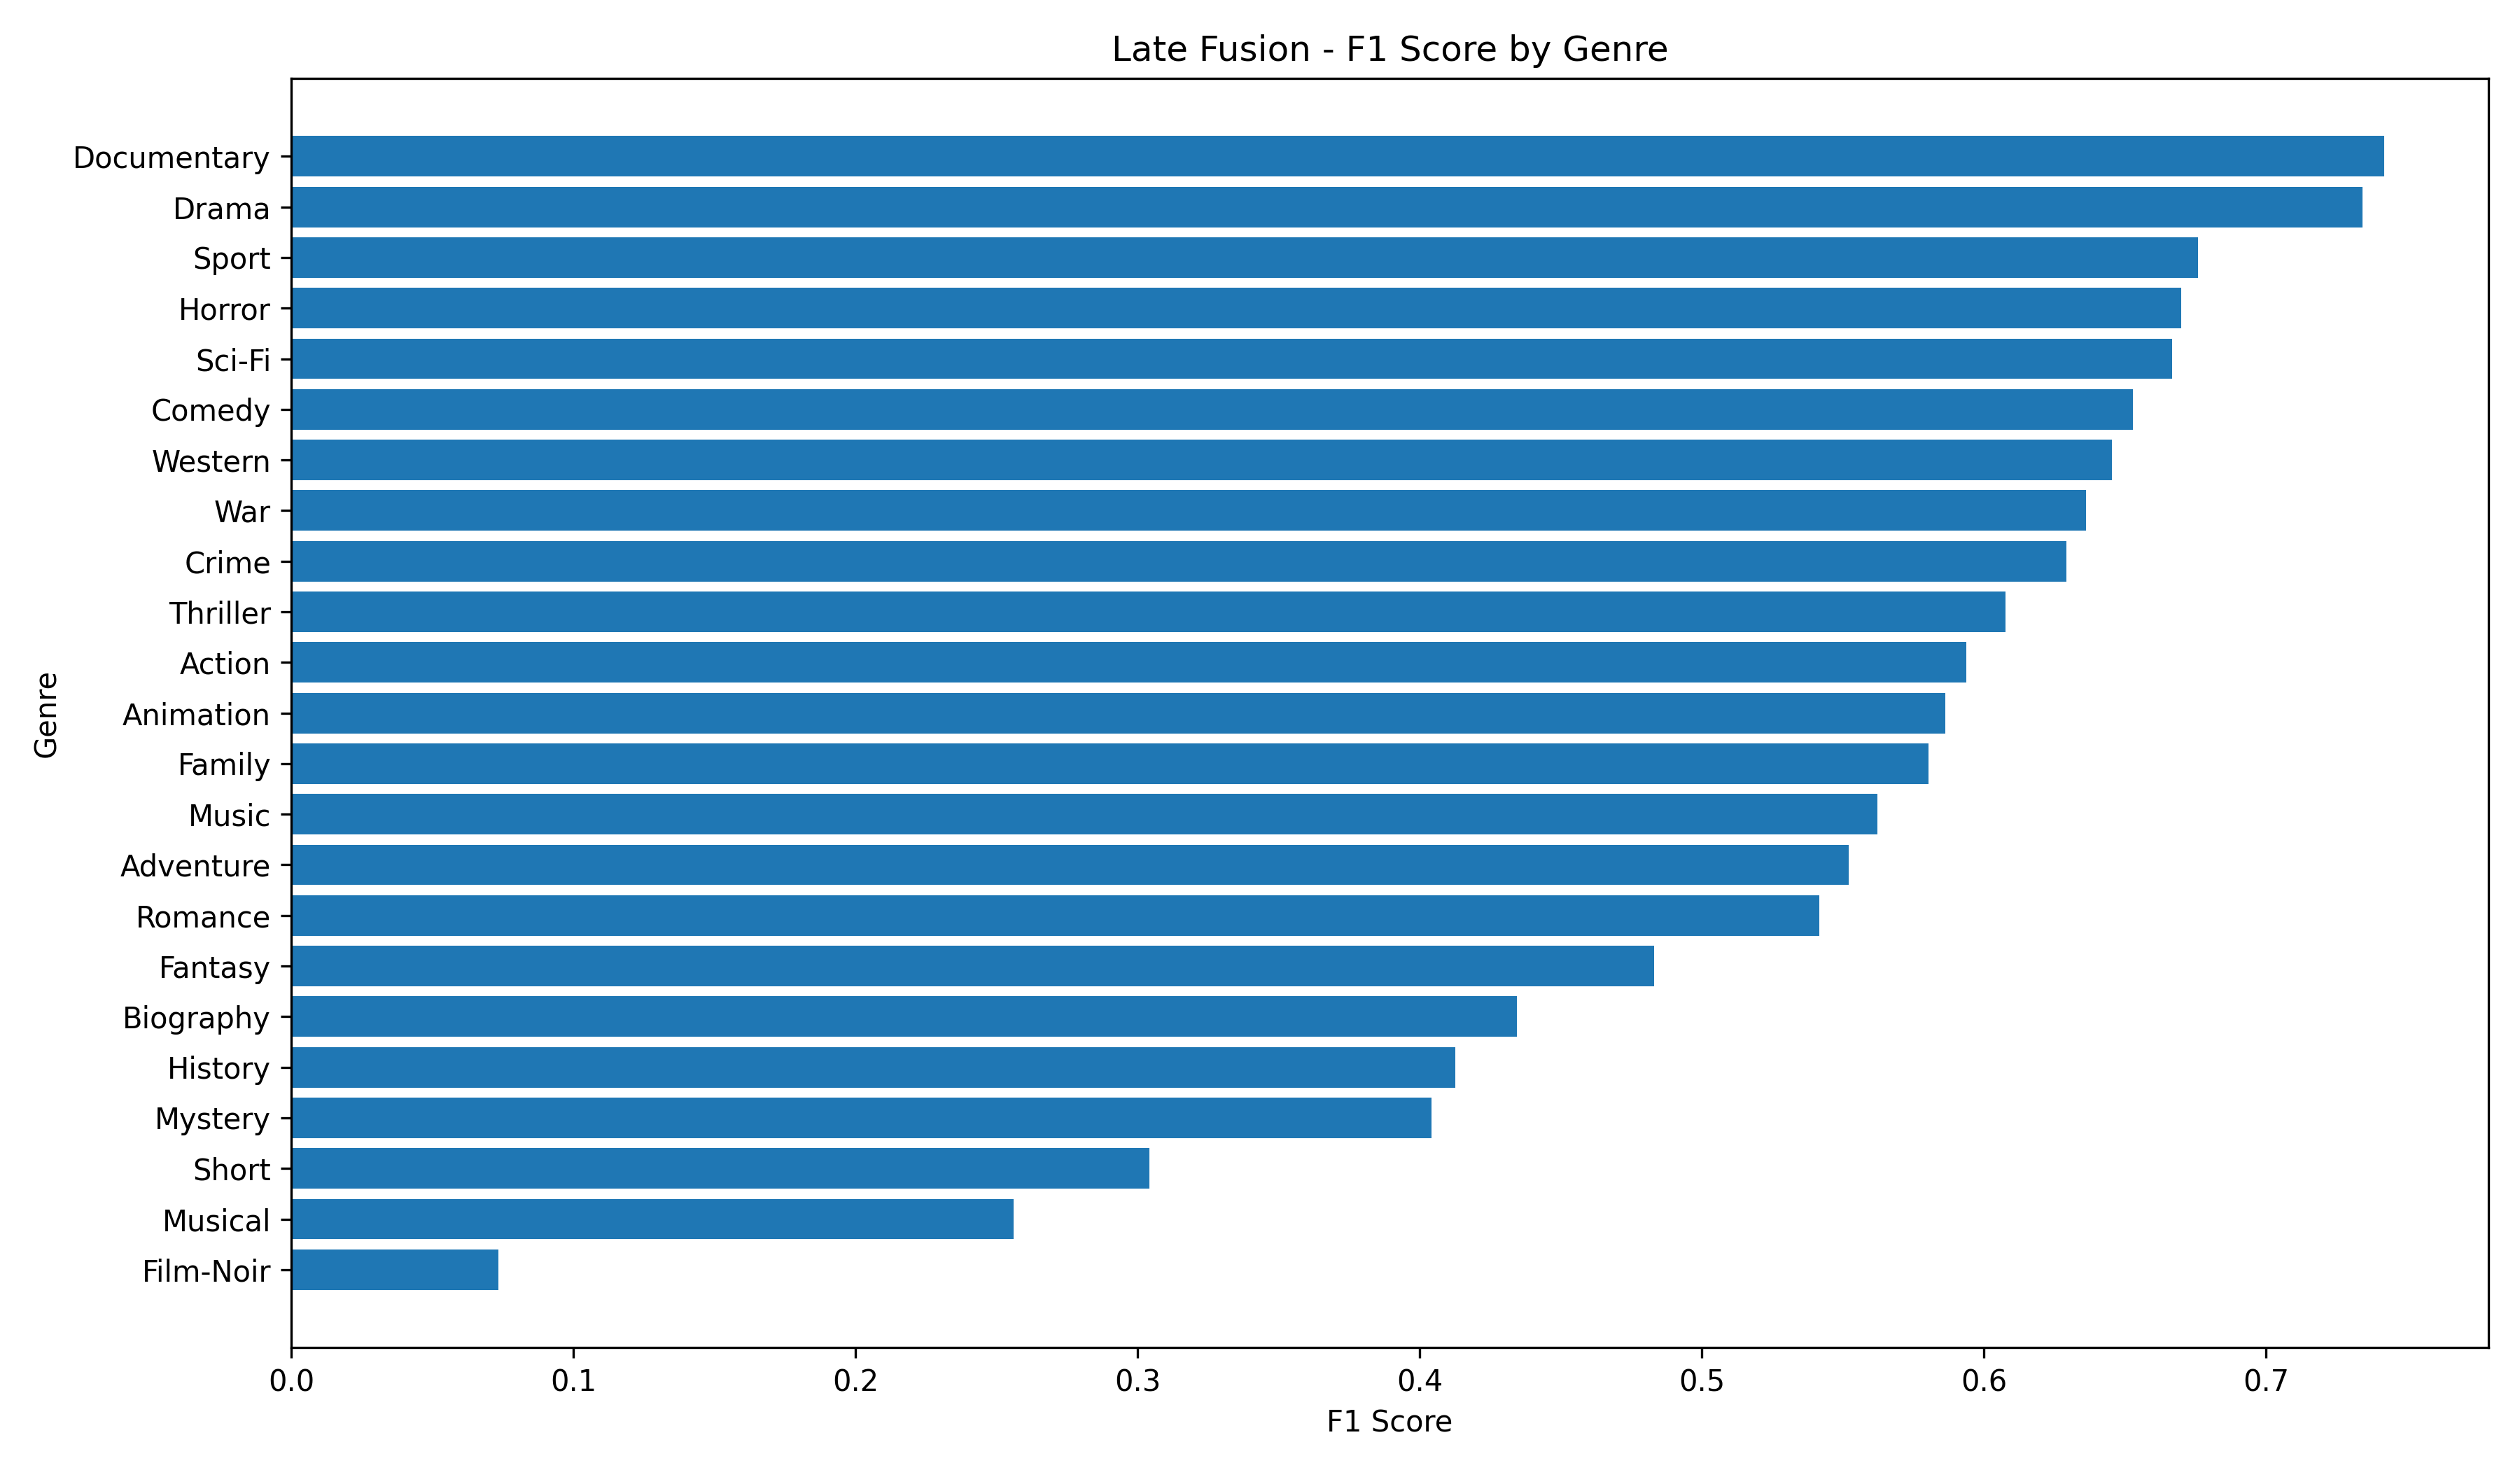 Late Fusion - F1 Score by Genre
Genre
Documentary
Drama
Sport
Horror
Sci-Fi
Comedy
Western
War
Crime
Thriller
Action
Animation
Family
Music
Adventure
Romance
Fantasy
Biography
History
Mystery
Short
Musical
Film-Noir
0.0 0.1 0.2 0.3 0.4 0.5 0.6 0.7
F1 Score